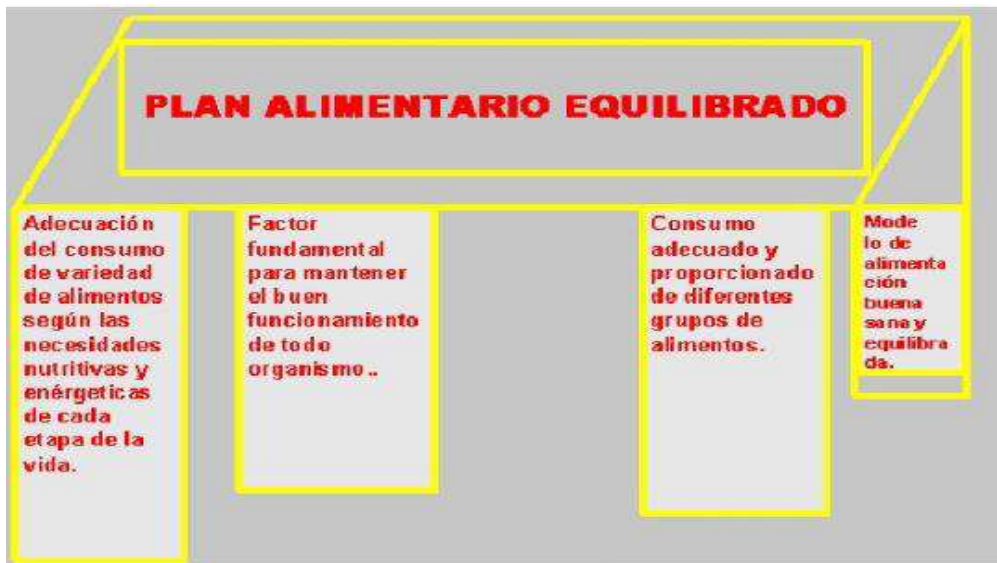 PLAN ALIMENTARIO EQUILIBRADO
Adecuación
del consumo
de variedad
de alimentos
según las
necesidades
nutritivas y
enérgeticas
de cada
etapa de la
vida.
Factor
fundamental
para mantener
el buen
funcionamiento
de todo
organismo..
Consumo
adecuado y
proporcionado
de diferentes
grupos de
alimentos.
Mode
lo de
alimenta
ción
buena
sana y
equilibra
da.